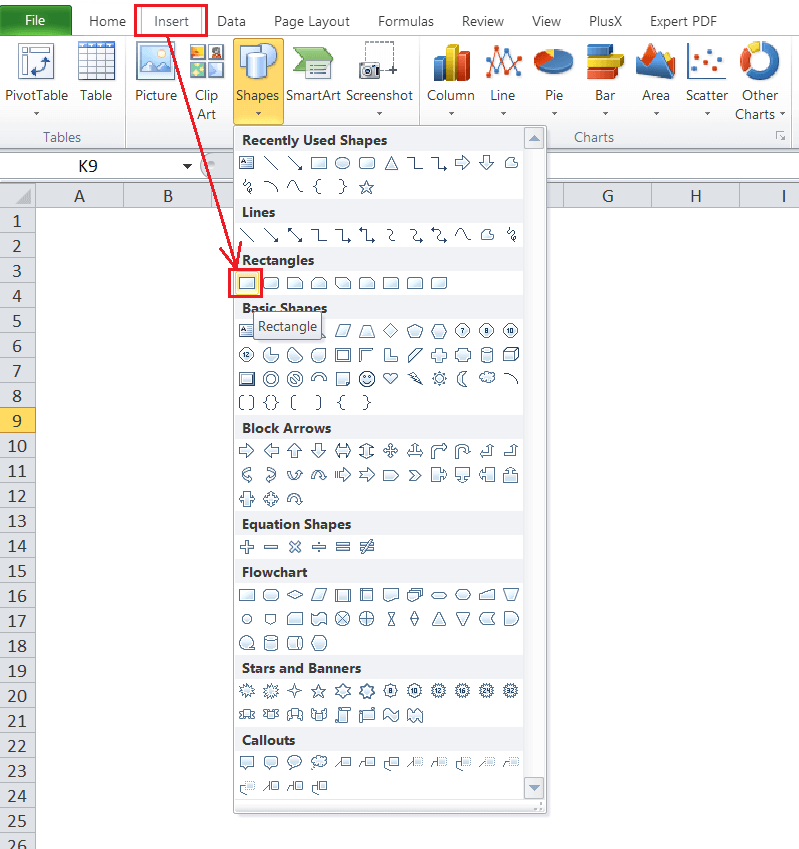 File Home Insert Data Page Layout Formulas Review View PlusX Expert PDF
PivotTable Table Picture Clip Art Shapes SmartArt Screenshot Column Line Pie Bar Area Scatter Other Charts
Tables Charts
K9
A B G H I
Recently Used Shapes
Lines
Rectangles
Basic Shapes
Rectangle
Block Arrows
Equation Shapes
Flowchart
Stars and Banners
Callouts
1
2
3
4
5
6
7
8
9
10
11
12
13
14
15
16
17
18
19
20
21
22
23
24
25
26